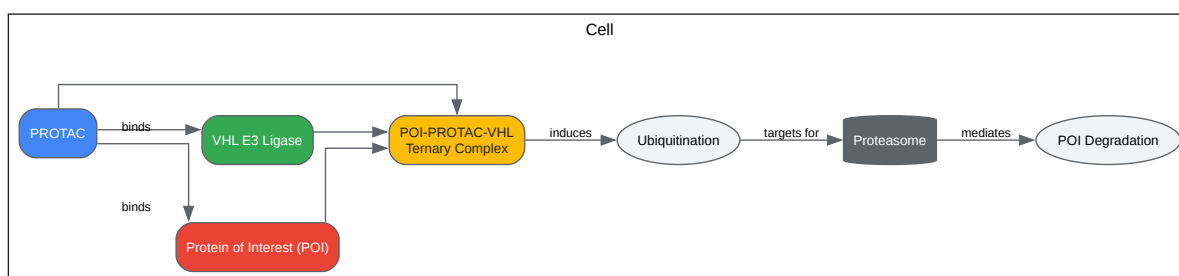 Cell
PROTAC
binds
VHL E3 Ligase
POI-PROTAC-VHL
Ternary Complex
induces
Ubiquitination
targets for
Proteasome
mediates
POI Degradation
binds
Protein of Interest (POI)